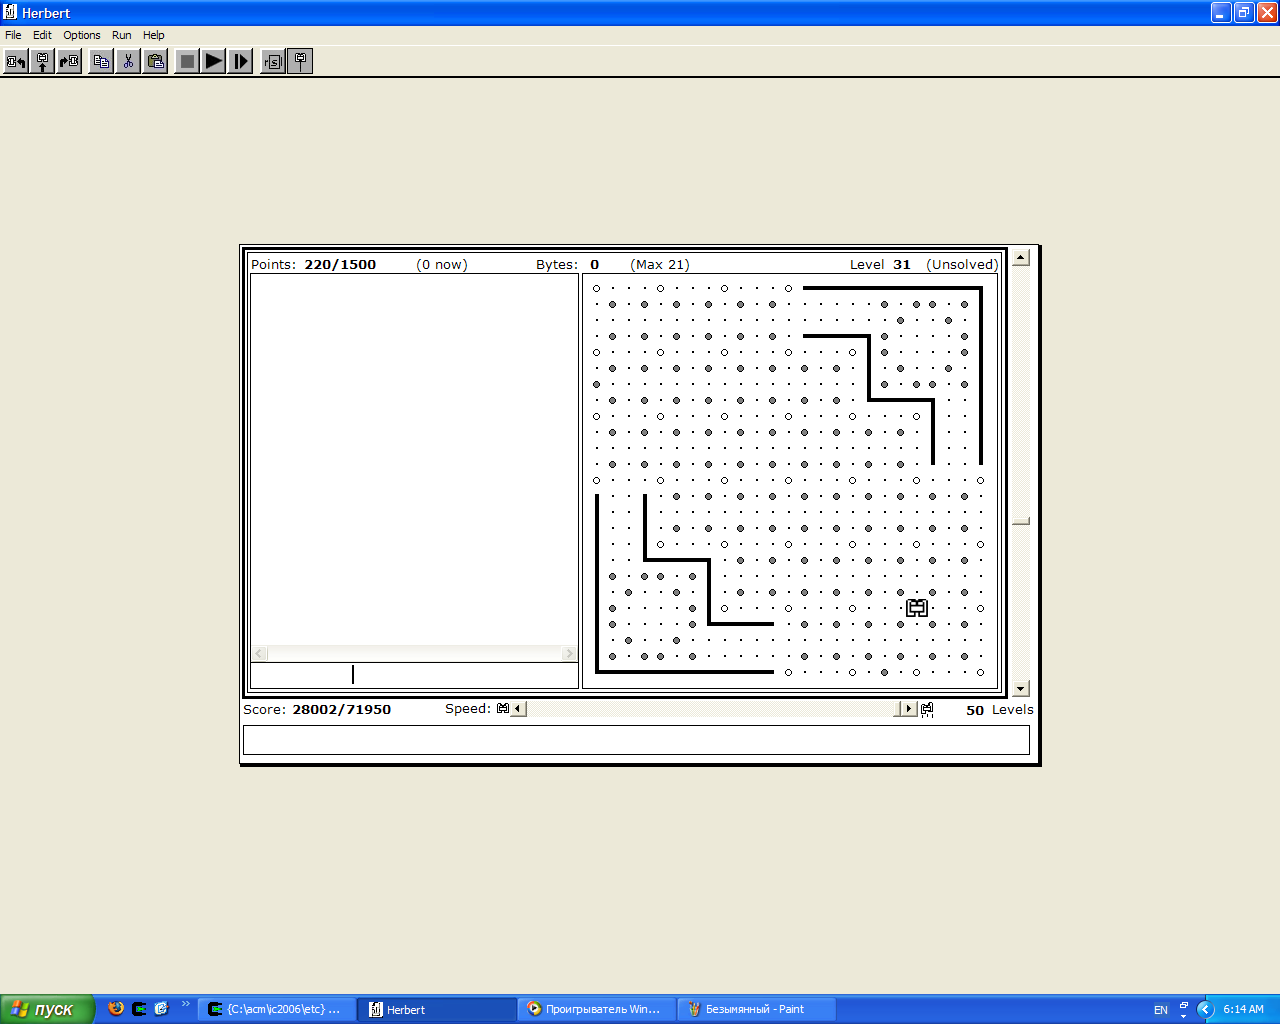 Herbert
File Edit Options Run Help
Points: 220/1500 (0 now) Bytes: 0 (Max 21) Level 31 (Unsolved)
Score: 28002/71950 Speed: 50 Levels
пуск {C:\acm\ic2006\etc} ... Herbert Проигрыватель Win... Безымянный - Paint EN 6:14 AM